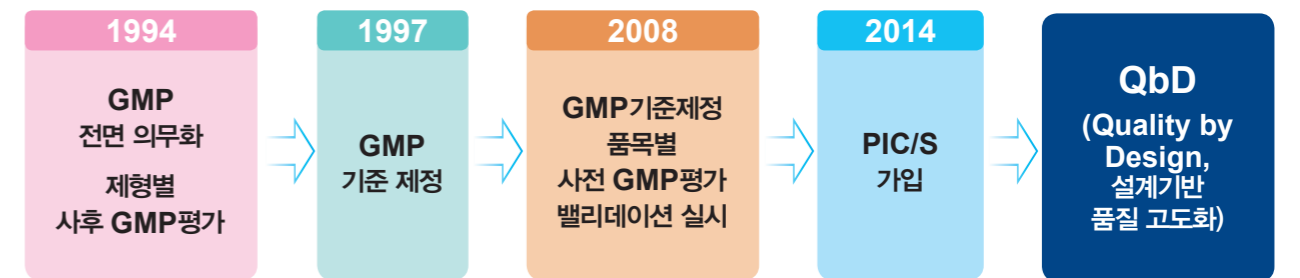 1994
GMP
전면 의무화
제형별
사후 GMP평가
1997
GMP
기준 제정
2008
GMP기준제정
품목별
사전 GMP평가
밸리데이션 실시
2014
PIC/S
가입
QbD
(Quality by
Design,
설계기반
품질 고도화)